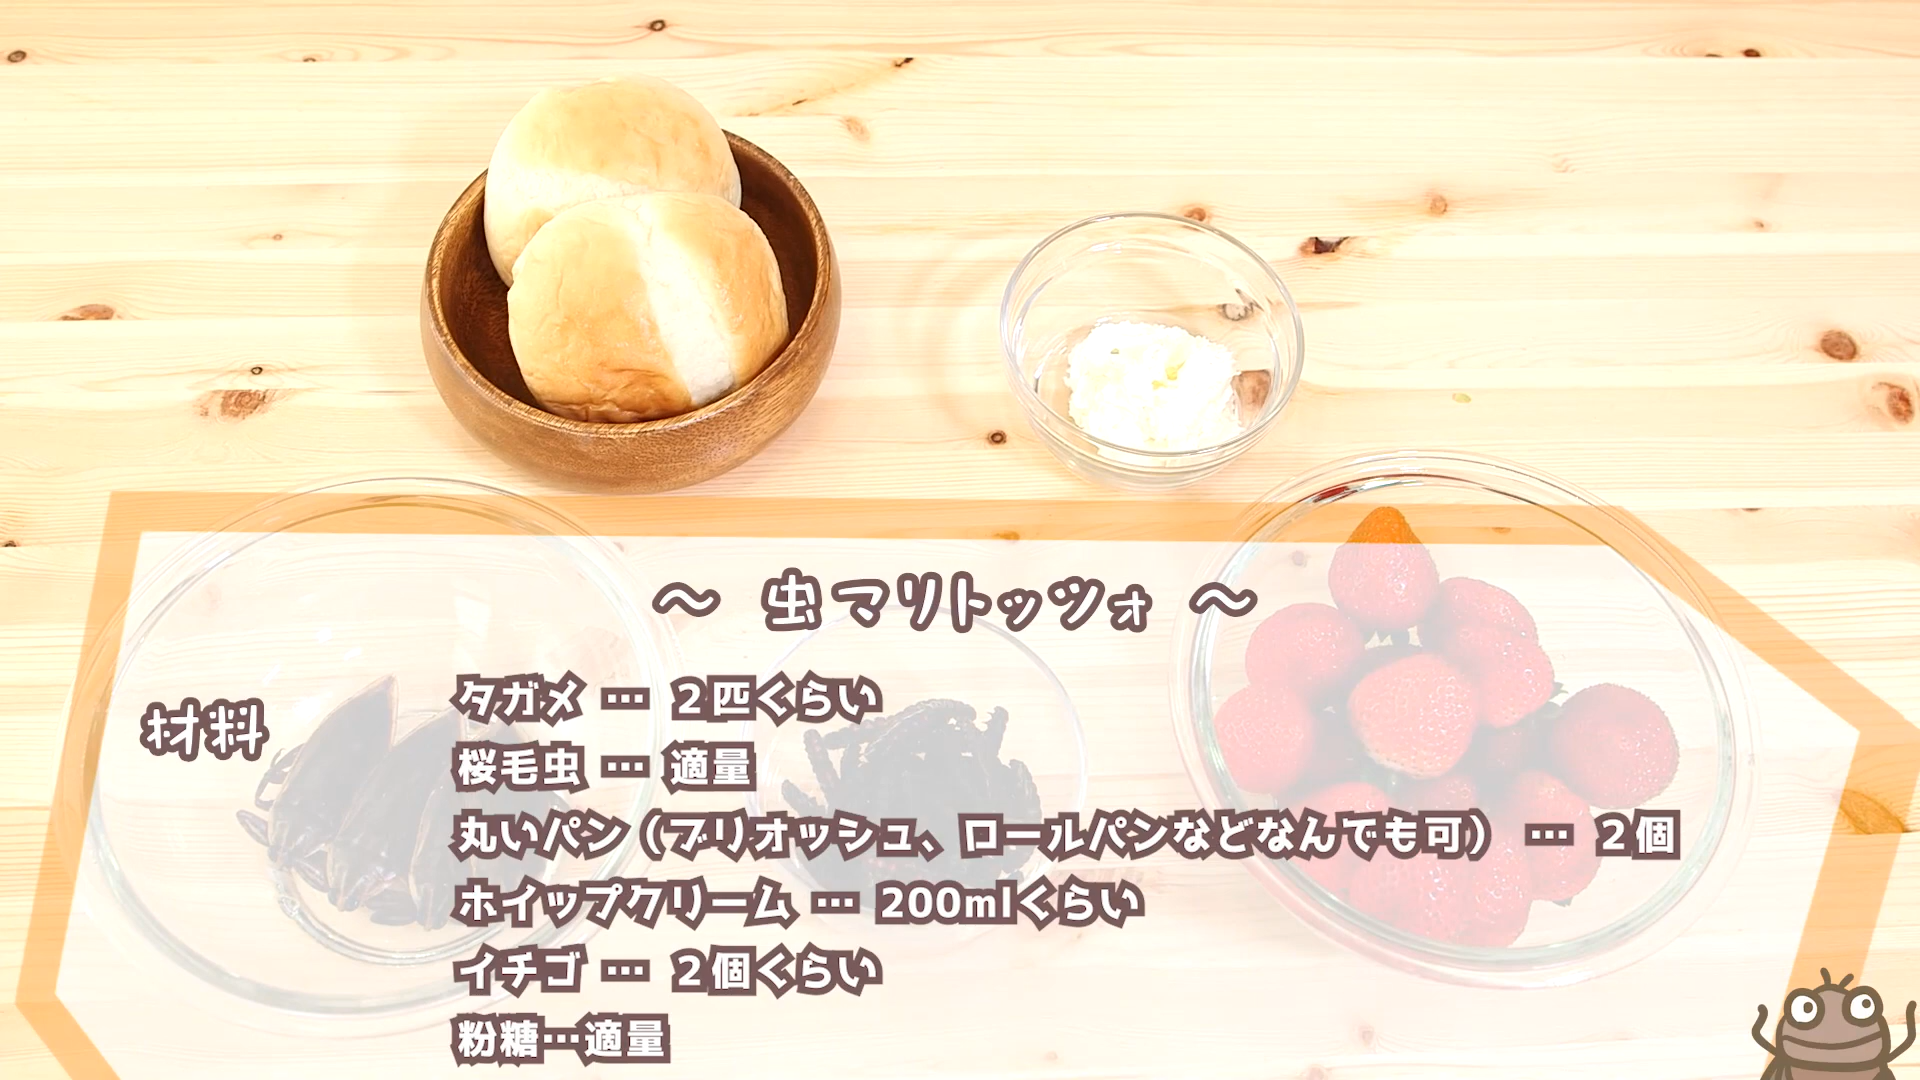 ～ 虫マリトッツォ ～
材料
タガメ … ２匹くらい
桜毛虫 … 適量
丸いパン（ブリオッシュ、ロールパンなどなんでも可） … ２個
ホイップクリーム … 200mlくらい
イチゴ … ２個くらい
粉糖…適量